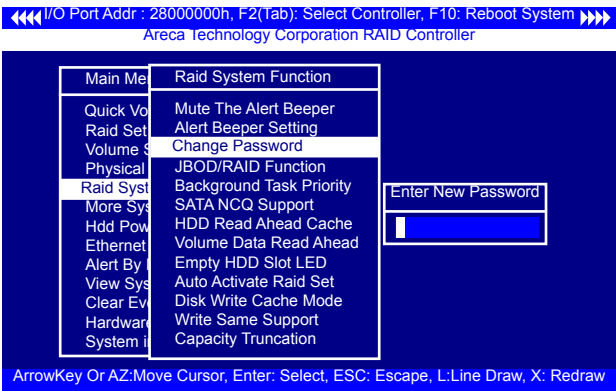 I/O Port Addr : 28000000h, F2(Tab): Select Controller, F10: Reboot System
Areca Technology Corporation RAID Controller
Main Me
Quick Vo
Raid Set
Volume S
Physical
Raid Syst
More Sys
Hdd Pow
Ethernet
Alert By
View Sys
Clear Ev
Hardware
System i
Raid System Function
Mute The Alert Beeper
Alert Beeper Setting
Change Password
JBOD/RAID Function
Background Task Priority
SATA NCQ Support
HDD Read Ahead Cache
Volume Data Read Ahead
Empty HDD Slot LED
Auto Activate Raid Set
Disk Write Cache Mode
Write Same Support
Capacity Truncation
Enter New Password
ArrowKey Or AZ:Move Cursor, Enter: Select, ESC: Escape, L:Line Draw, X: Redraw